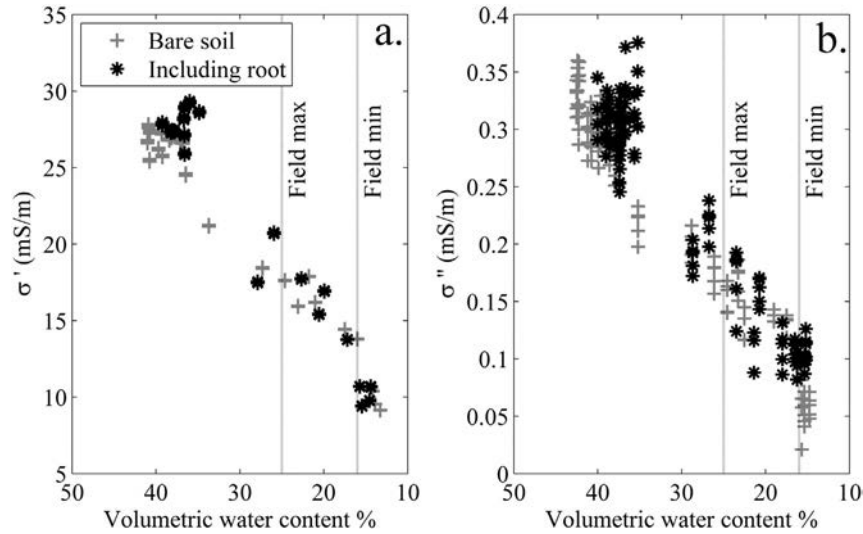 35
30
25
20
15
10
5
σ ' (mS/m)
Bare soil
Including root
a.
Field max
Field min
50
40
30
20
10
Volumetric water content %
0.4
0.35
0.3
0.25
0.2
0.15
0.1
0.05
0
σ " (mS/m)
b.
Field max
Field min
50
40
30
20
10
Volumetric water content %